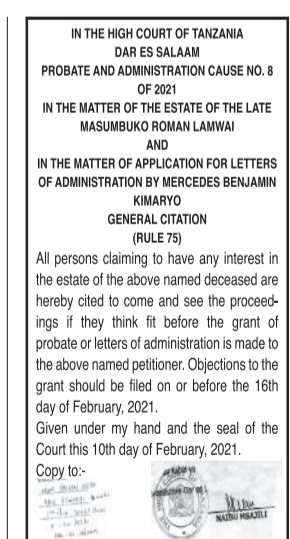 IN THE HIGH COURT OF TANZANIA
DAR ES SALAAM
PROBATE AND ADMINISTRATION CAUSE NO. 8
OF 2021
IN THE MATTER OF THE ESTATE OF THE LATE
MASUMBUKO ROMAN LAMWAI
AND
IN THE MATTER OF APPLICATION FOR LETTERS
OF ADMINISTRATION BY MERCEDES BENJAMIN
KIMARYO
GENERAL CITATION
(RULE 75)
All persons claiming to have any interest in
the estate of the above named deceased are
hereby cited to come and see the proceed-
ings if they think fit before the grant of
probate or letters of administration is made to
the above named petitioner. Objections to the
grant should be filed on or before the 16th
day of February, 2021.
Given under my hand and the seal of the
Court this 10th day of February, 2021.
Copy to:-